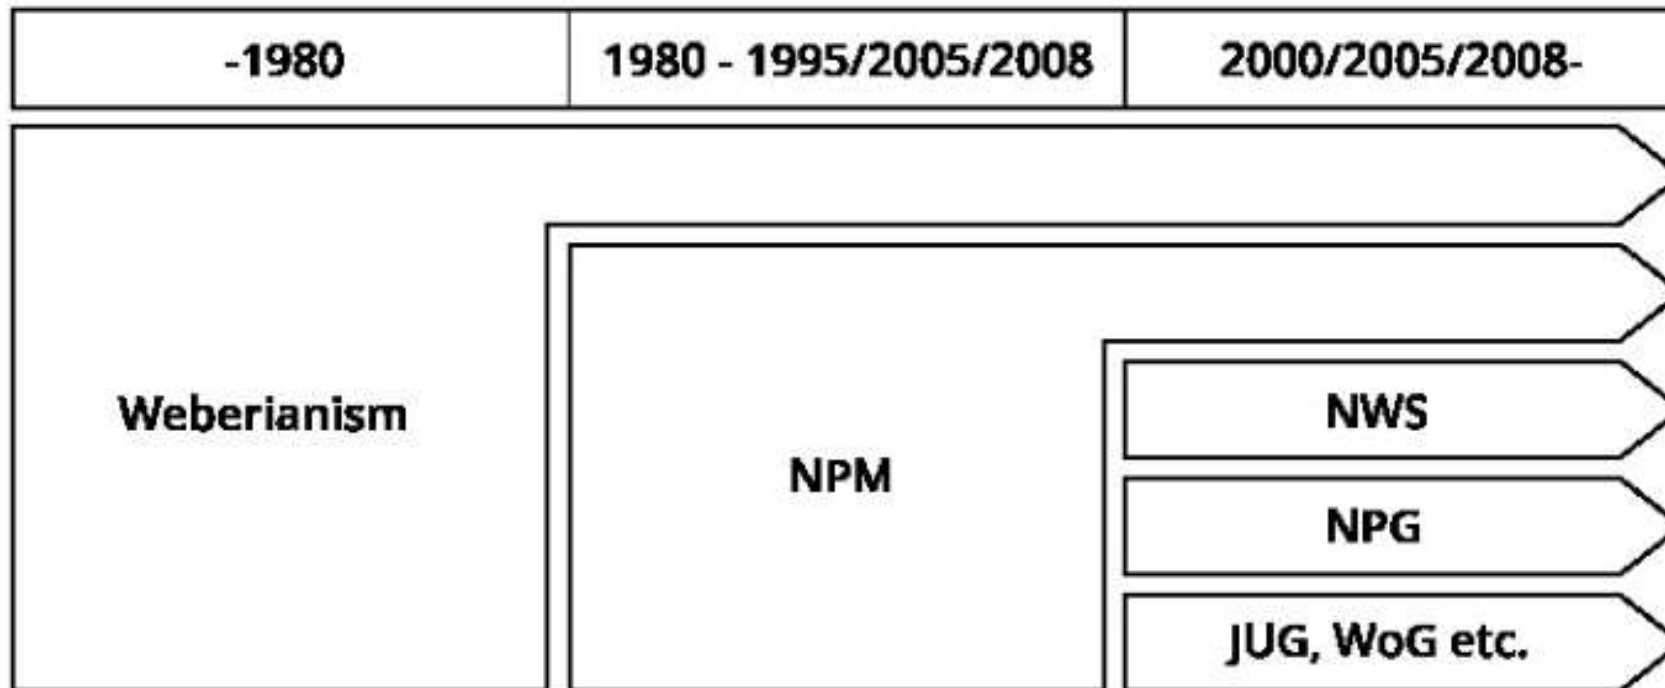 -1980
1980 - 1995/2005/2008
2000/2005/2008-
Weberianism
NPM
NWS
NPG
JUG, WoG etc.